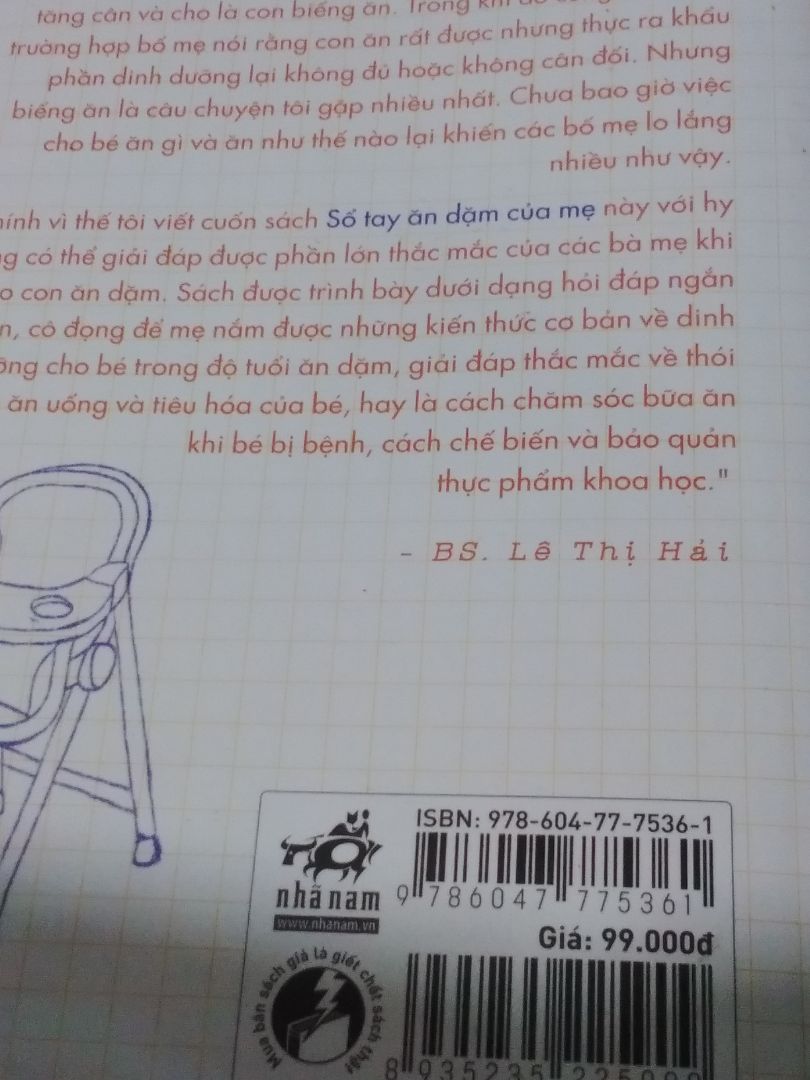 tăng cân và cho là con biếng ăn. Trong khi đó
trường hợp bố mẹ nói rằng con ăn rất được nhưng thực ra khẩu
phần dinh dưỡng lại không đủ hoặc không cân đối. Nhưng
biếng ăn là câu chuyện tôi gặp nhiều nhất. Chưa bao giờ việc
cho bé ăn gì và ăn như thế nào lại khiến các bố mẹ lo lắng
nhiều như vậy.
vì thế tôi viết cuốn sách Sổ tay ăn dặm của mẹ này với hy
có thể giải đáp được phần lớn thắc mắc của các bà mẹ khi
con ăn dặm. Sách được trình bày dưới dạng hỏi đáp ngắn
cô đọng để mẹ nắm được những kiến thức cơ bản về dinh
cho bé trong độ tuổi ăn dặm, giải đáp thắc mắc về thói
ăn uống và tiêu hóa của bé, hay là cách chăm sóc bữa ăn
khi bé bị bệnh, cách chế biến và bảo quản
thực phẩm khoa học."
- BS. Lê Thị Hải
nhã nam
www.nhanam.vn
Mua bán sách giả là giết chết sách thật
ISBN: 978-604-77-7536-1
9 786047 775361
Giá: 99.000đ
8 935235